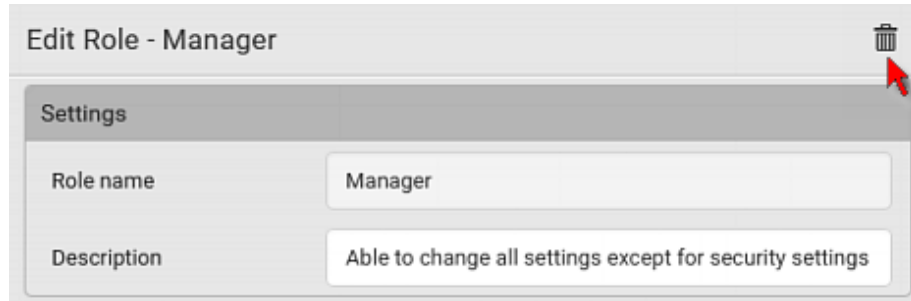 Edit Role - Manager
Settings
Role name Manager
Description Able to change all settings except for security settings